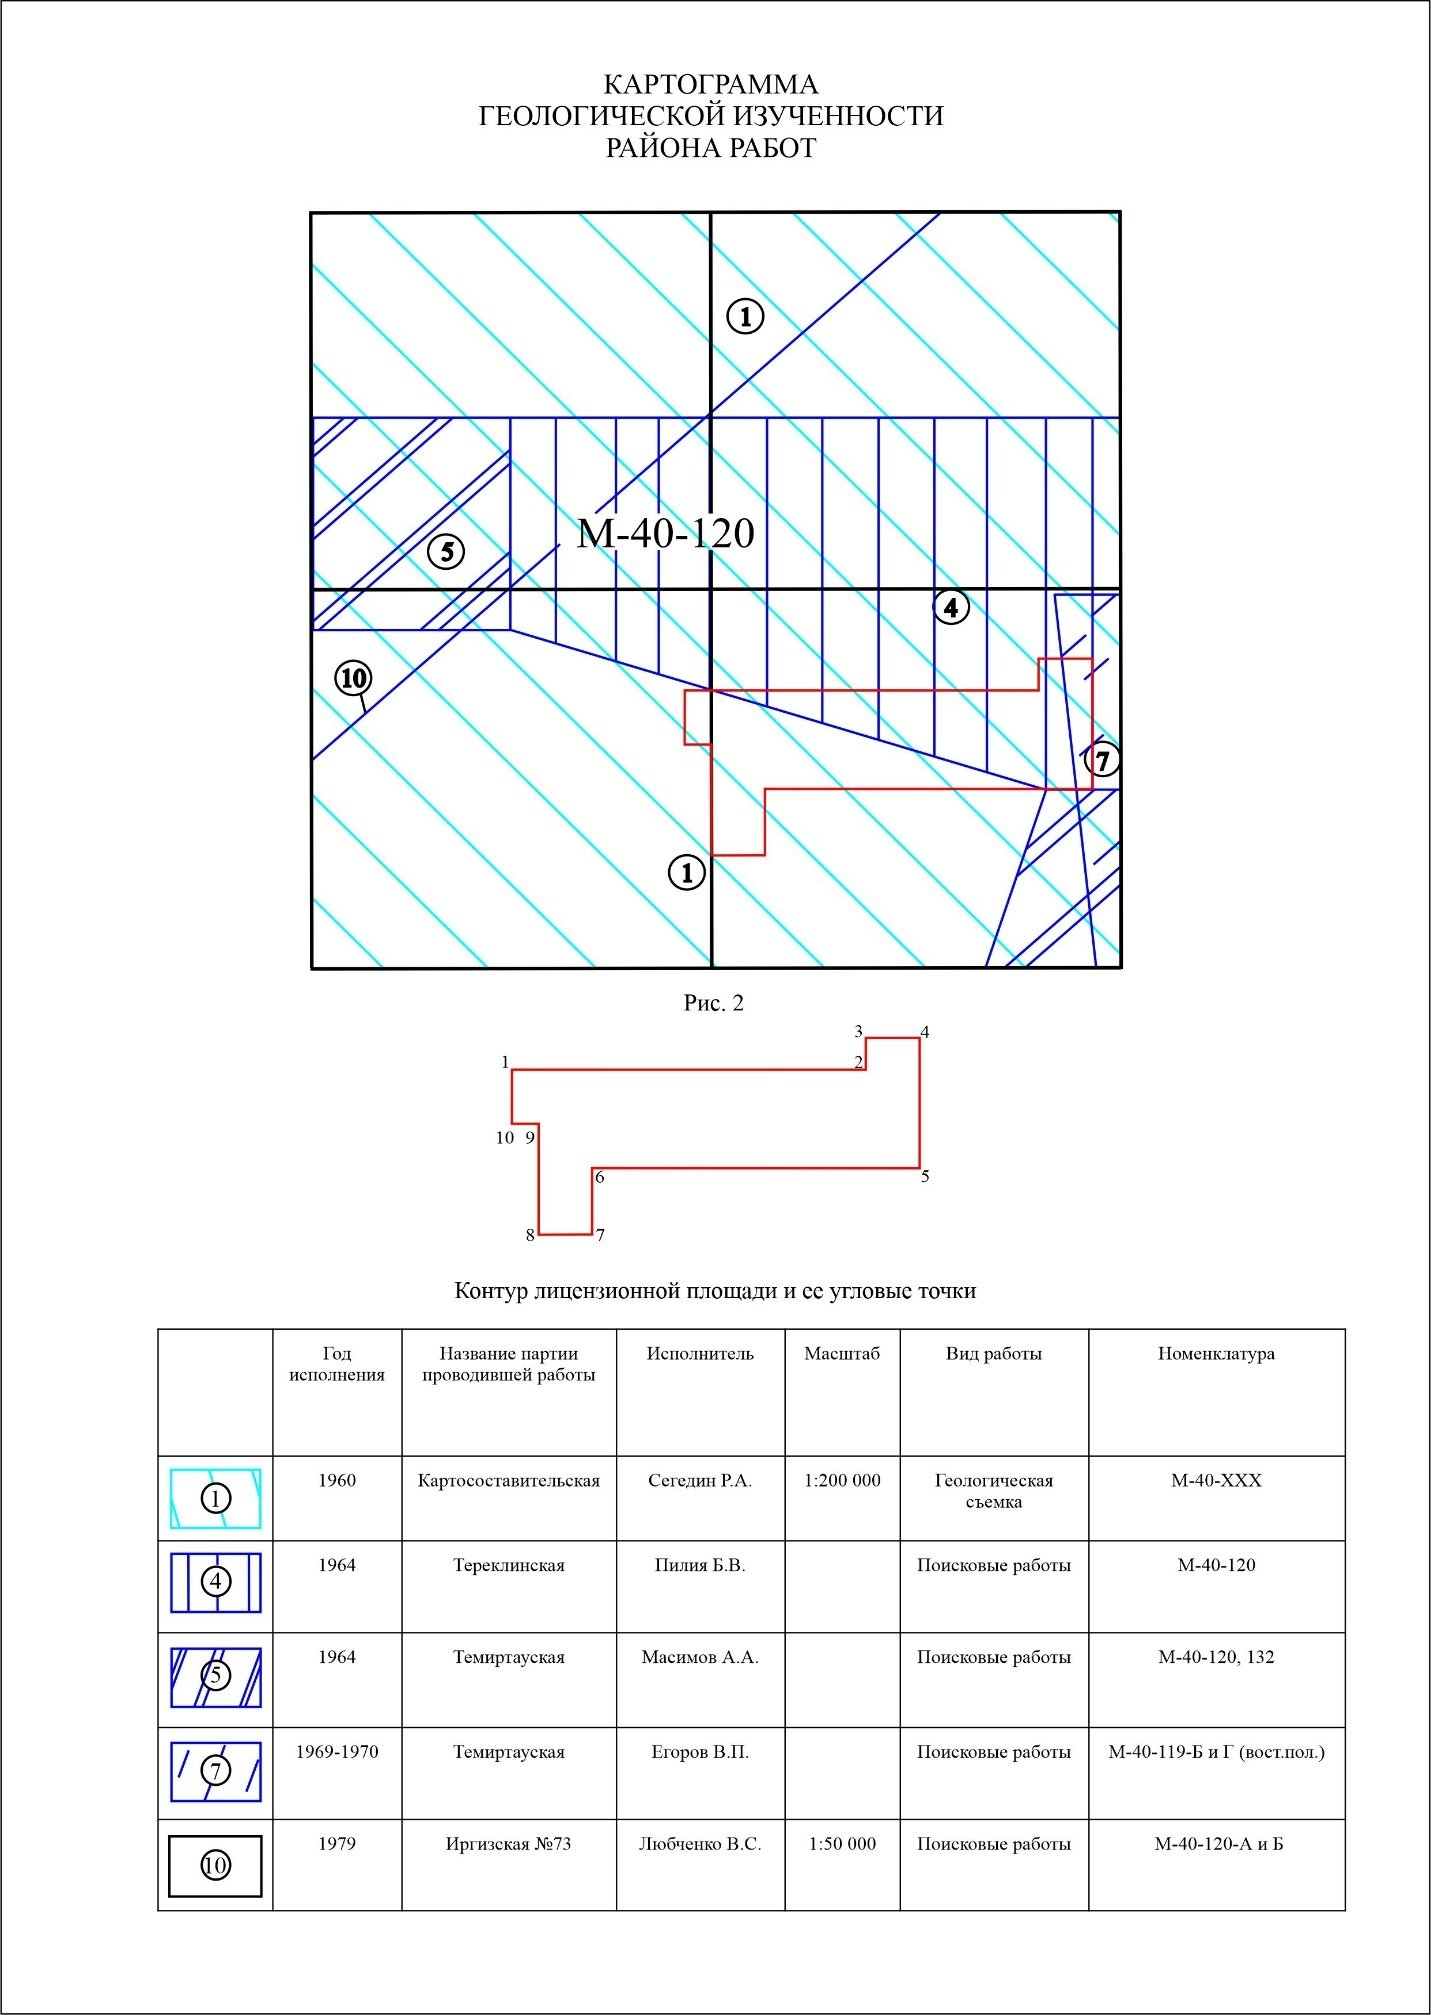 КАРТОГРАММА
ГЕОЛОГИЧЕСКОЙ ИЗУЧЕННОСТИ
РАЙОНА РАБОТ
1
М-40-120
5
4
10
7
1
Рис. 2
3 4
1 2
10 9
6 5
8 7
Контур лицензионной площади и ее угловые точки
Год исполнения Название партии проводившей работы Исполнитель Масштаб Вид работы Номенклатура
1 1960 Картосоставительская Сегедин Р.А. 1:200 000 Геологическая съемка М-40-XXX
4 1964 Тереклинская Пилия Б.В. Поисковые работы М-40-120
5 1964 Темиртауская Масимов А.А. Поисковые работы М-40-120, 132
7 1969-1970 Темиртауская Егоров В.П. Поисковые работы М-40-119-Б и Г (вост.пол.)
10 1979 Иргизская №73 Любченко В.С. 1:50 000 Поисковые работы М-40-120-А и Б